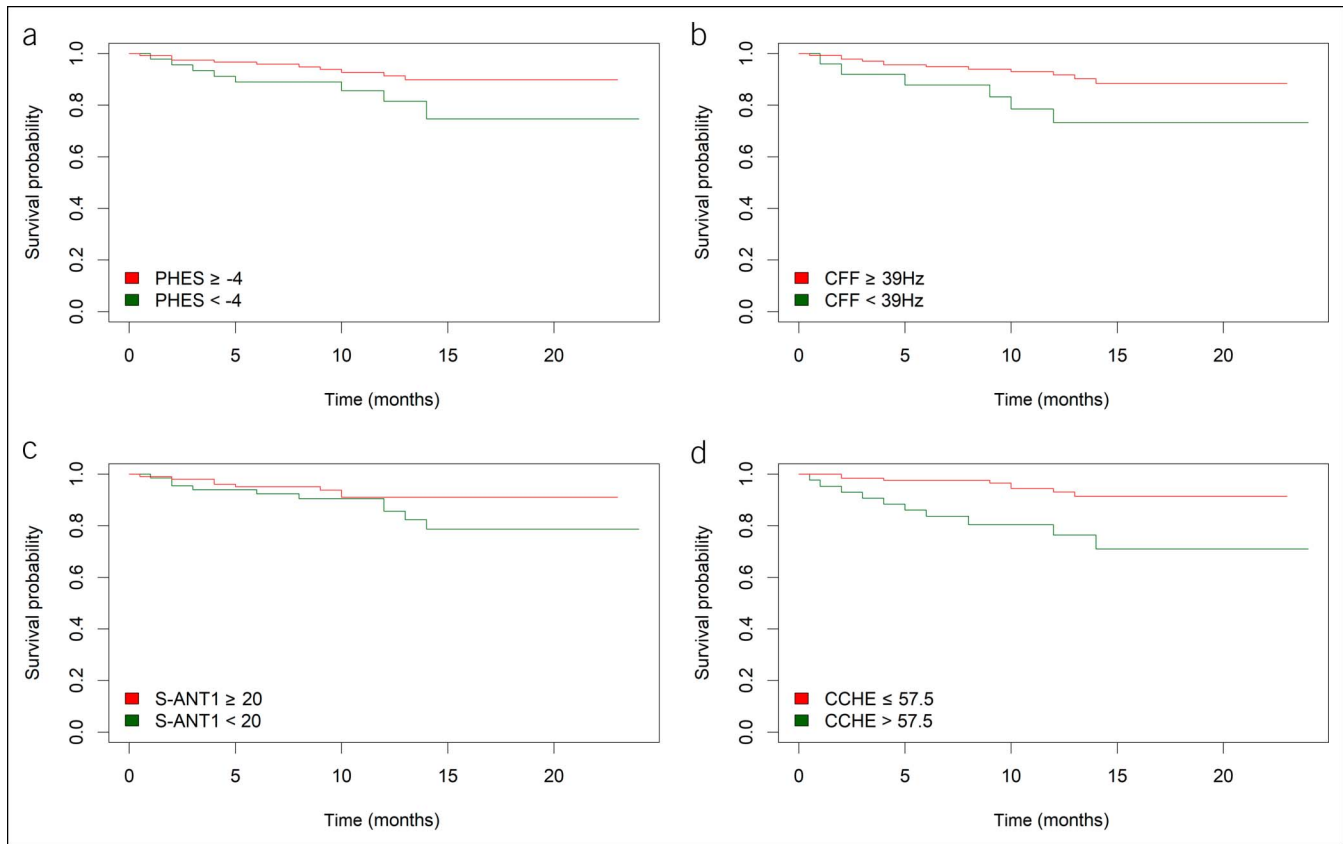 a
Survival probability
1.0
0.8
0.6
0.4
0.2
0.0
PHES ≥ -4
PHES < -4
0 5 10 15 20
Time (months)
b
Survival probability
1.0
0.8
0.6
0.4
0.2
0.0
CFF ≥ 39Hz
CFF < 39Hz
0 5 10 15 20
Time (months)
c
Survival probability
1.0
0.8
0.6
0.4
0.2
0.0
S-ANT1 ≥ 20
S-ANT1 < 20
0 5 10 15 20
Time (months)
d
Survival probability
1.0
0.8
0.6
0.4
0.2
0.0
CCHE ≤ 57.5
CCHE > 57.5
0 5 10 15 20
Time (months)